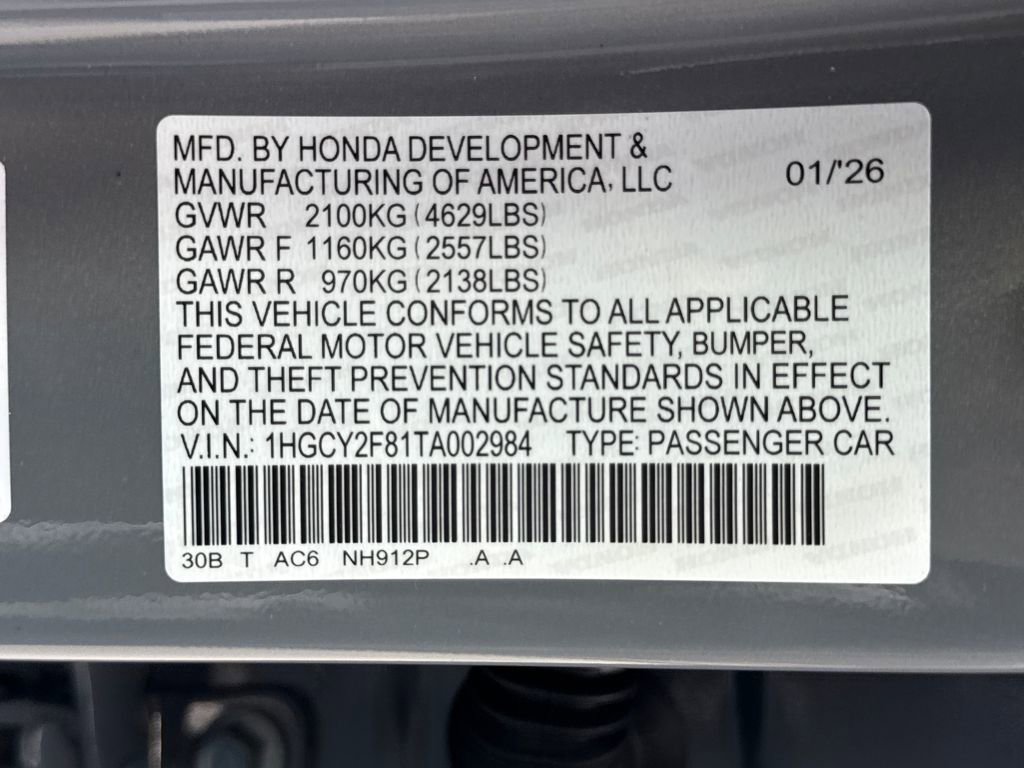 MFD. BY HONDA DEVELOPMENT &
MANUFACTURING OF AMERICA, LLC 01/'26
GVWR 2100KG (4629LBS)
GAWR F 1160KG (2557LBS)
GAWR R 970KG (2138LBS)
THIS VEHICLE CONFORMS TO ALL APPLICABLE
FEDERAL MOTOR VEHICLE SAFETY, BUMPER,
AND THEFT PREVENTION STANDARDS IN EFFECT
ON THE DATE OF MANUFACTURE SHOWN ABOVE.
V.I.N.: 1HGCY2F81TA002984 TYPE: PASSENGER CAR
30B T AC6 NH912P .A .A